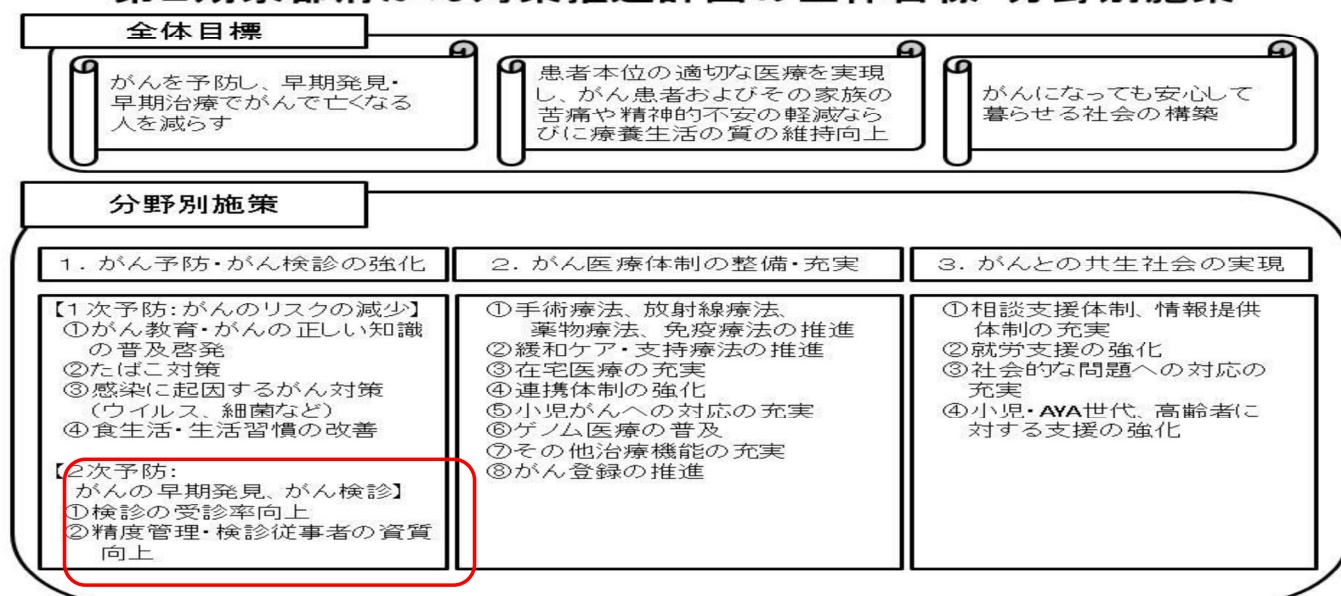 全体目標
がんを予防し、早期発見・
早期治療でがんで亡くなる
人を減らす
患者本位の適切な医療を実現
し、がん患者およびその家族の
苦痛や精神的不安の軽減なら
びに療養生活の質の維持向上
がんになっても安心して
暮らせる社会の構築
分野別施策
1．がん予防・がん検診の強化
【1次予防：がんのリスクの減少】
①がん教育・がんの正しい知識
の普及啓発
②たばこ対策
③感染に起因するがん対策
（ウイルス、細菌など）
④食生活・生活習慣の改善
【2次予防：
がんの早期発見、がん検診】
①検診の受診率向上
②精度管理・検診従事者の資質
向上
2．がん医療体制の整備・充実
①手術療法、放射線療法、
薬物療法、免疫療法の推進
②緩和ケア・支持療法の推進
③在宅医療の充実
④連携体制の強化
⑤小児がんへの対応の充実
⑥ゲノム医療の普及
⑦その他治療機能の充実
⑧がん登録の推進
3．がんとの共生社会の実現
①相談支援体制、情報提供
体制の充実
②就労支援の強化
③社会的な問題への対応の
充実
④小児・AYA世代、高齢者に
対する支援の強化